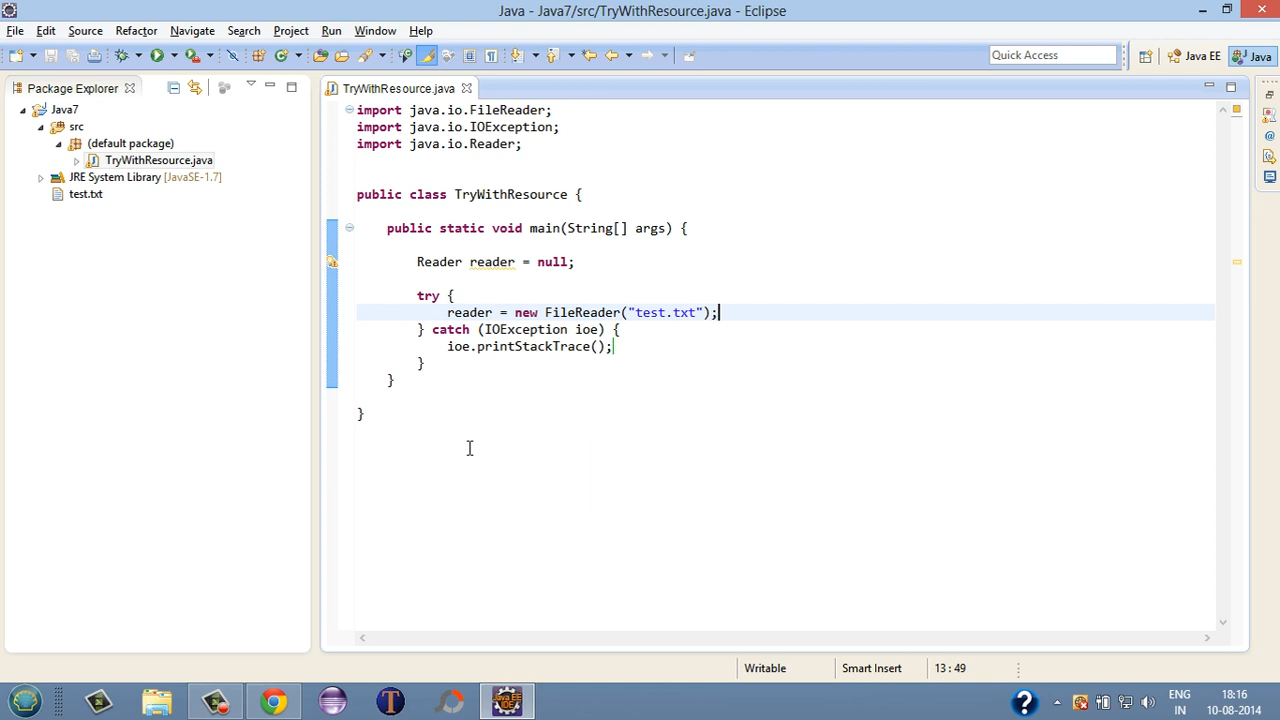 Java - Java7/src/TryWithResource.java - Eclipse
File Edit Source Refactor Navigate Search Project Run Window Help
Quick Access Java EE Java
Package Explorer
Java7
src
(default package)
TryWithResource.java
JRE System Library [JavaSE-1.7]
test.txt
TryWithResource.java
import java.io.FileReader;
import java.io.IOException;
import java.io.Reader;
public class TryWithResource {
public static void main(String[] args) {
Reader reader = null;
try {
reader = new FileReader("test.txt");
} catch (IOException ioe) {
ioe.printStackTrace();
}
}
}
Writable Smart Insert 13 : 49
Java EE IDE
ENG 18:16
IN 10-08-2014